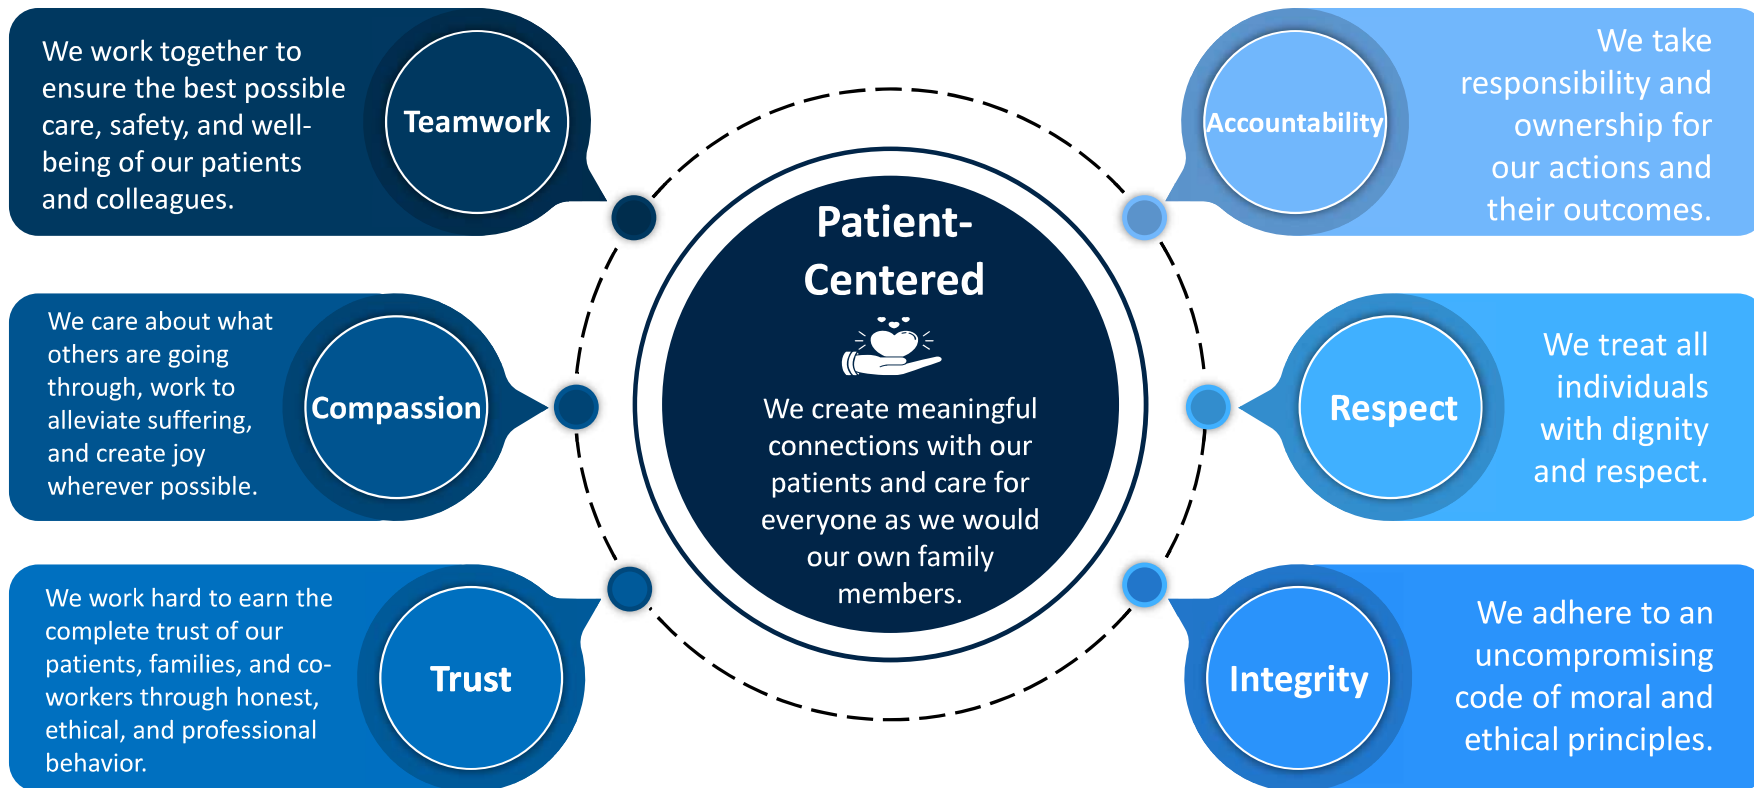 We work together to
ensure the best possible
care, safety, and well-
being of our patients
and colleagues.
Teamwork
We care about what
others are going
through, work to
alleviate suffering,
and create joy
wherever possible.
Compassion
We work hard to earn the
complete trust of our
patients, families, and co-
workers through honest,
ethical, and professional
behavior.
Trust
Patient-
Centered
We create meaningful
connections with our
patients and care for
everyone as we would
our own family
members.
Accountability
We take
responsibility and
ownership for
our actions and
their outcomes.
Respect
We treat all
individuals
with dignity
and respect.
Integrity
We adhere to an
uncompromising
code of moral and
ethical principles.